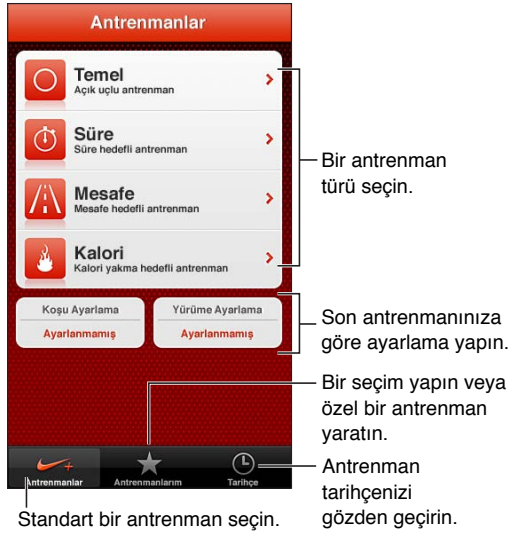 Antrenmanlar
Temel
Açık uçlu antrenman
Süre
Süre hedefli antrenman
Mesafe
Mesafe hedefli antrenman
Kalori
Kalori yakma hedefli antrenman
Bir antrenman
türü seçin.
Koşu Ayarlama
Ayarlanmamış
Yürüme Ayarlama
Ayarlanmamış
Son antrenmanınıza
göre ayarlama yapın.
Bir seçim yapın veya
özel bir antrenman
yaratın.
Antrenmanlar
Antrenmanlarım
Tarihçe
Antrenman
tarihçenizi
gözden geçirin.
Standart bir antrenman seçin.